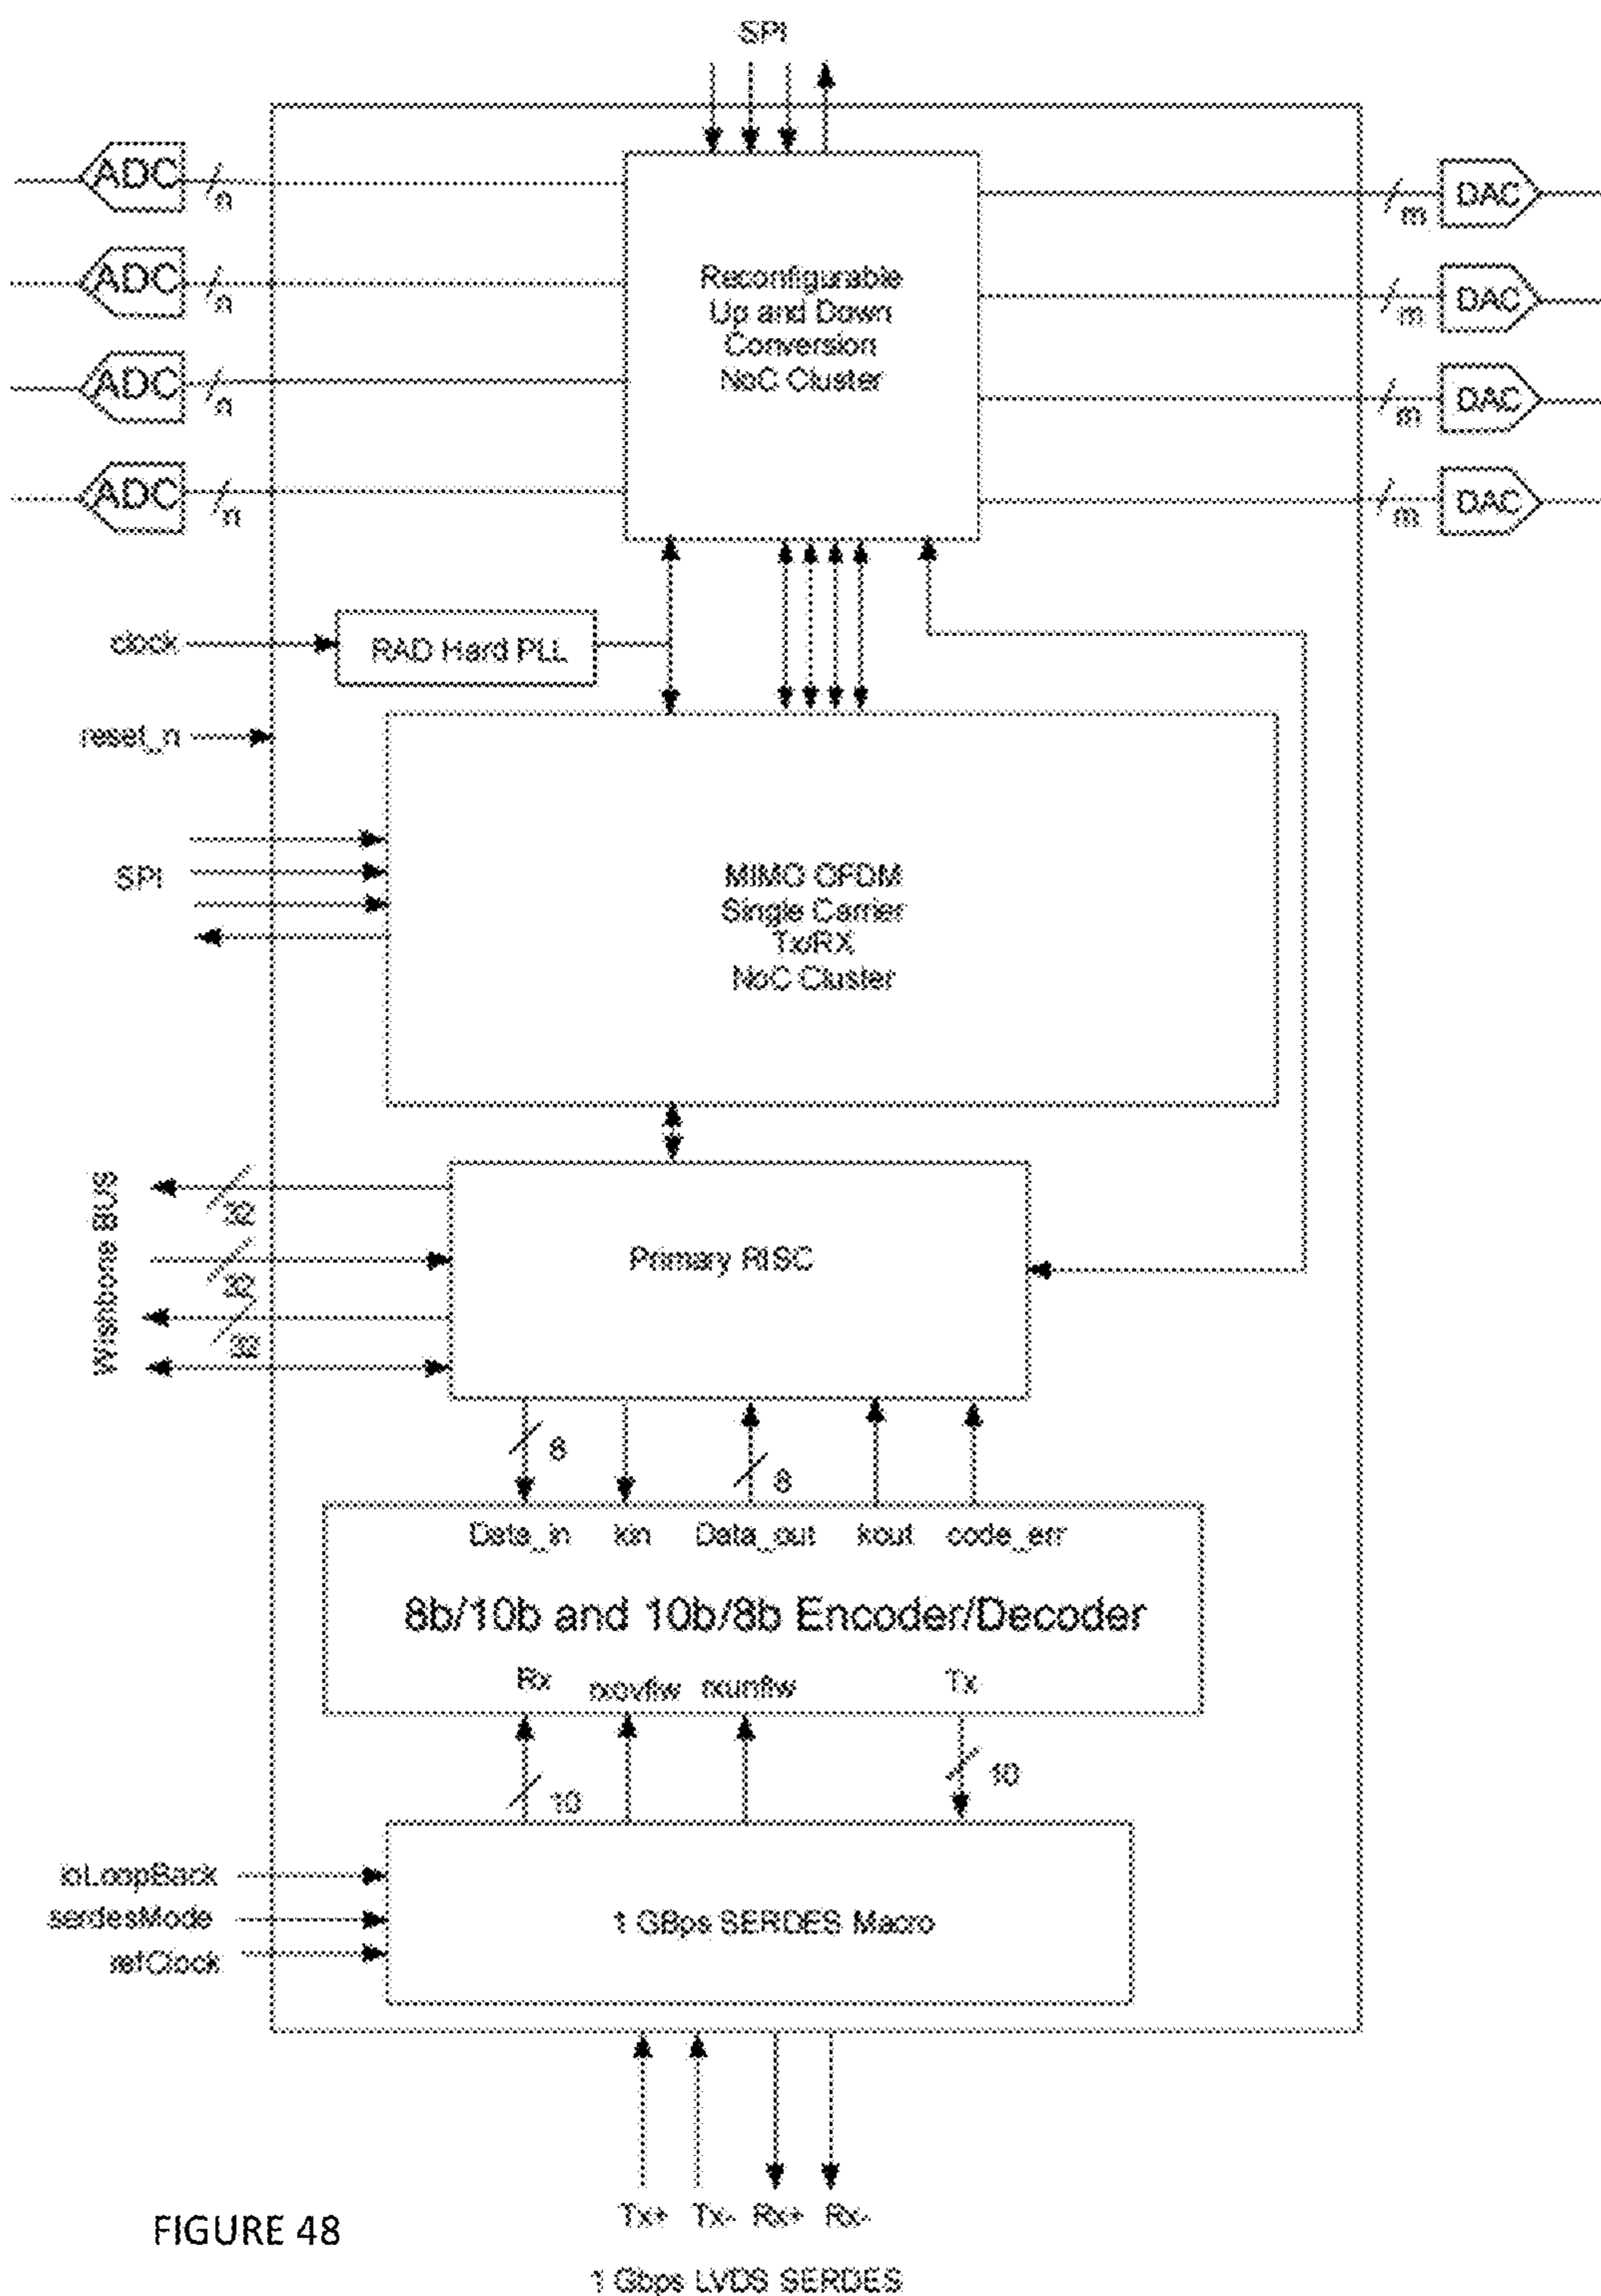 SPI
ADC
n
m
DAC
ADC
n
m
DAC
ADC
n
m
DAC
ADC
n
m
DAC
Reconfigurable
Up and Down
Conversion
NoC Cluster
clock
RAD Hard PLL
reset_n
SPI
MIMO OFDM
Single Carrier
Tx/RX
NoC Cluster
Wishbone BUS
32
32
Primary RISC
8
8
Data_in kin Data_out kout code_err
8b/10b and 10b/8b Encoder/Decoder
Rx rxovflw rxunflw Tx
10
10
ioLoopBack
serdesMode
refClock
1 GBps SERDES Macro
Tx+ Tx- Rx+ Rx-
FIGURE 48
1 Gbps LVDS SERDES